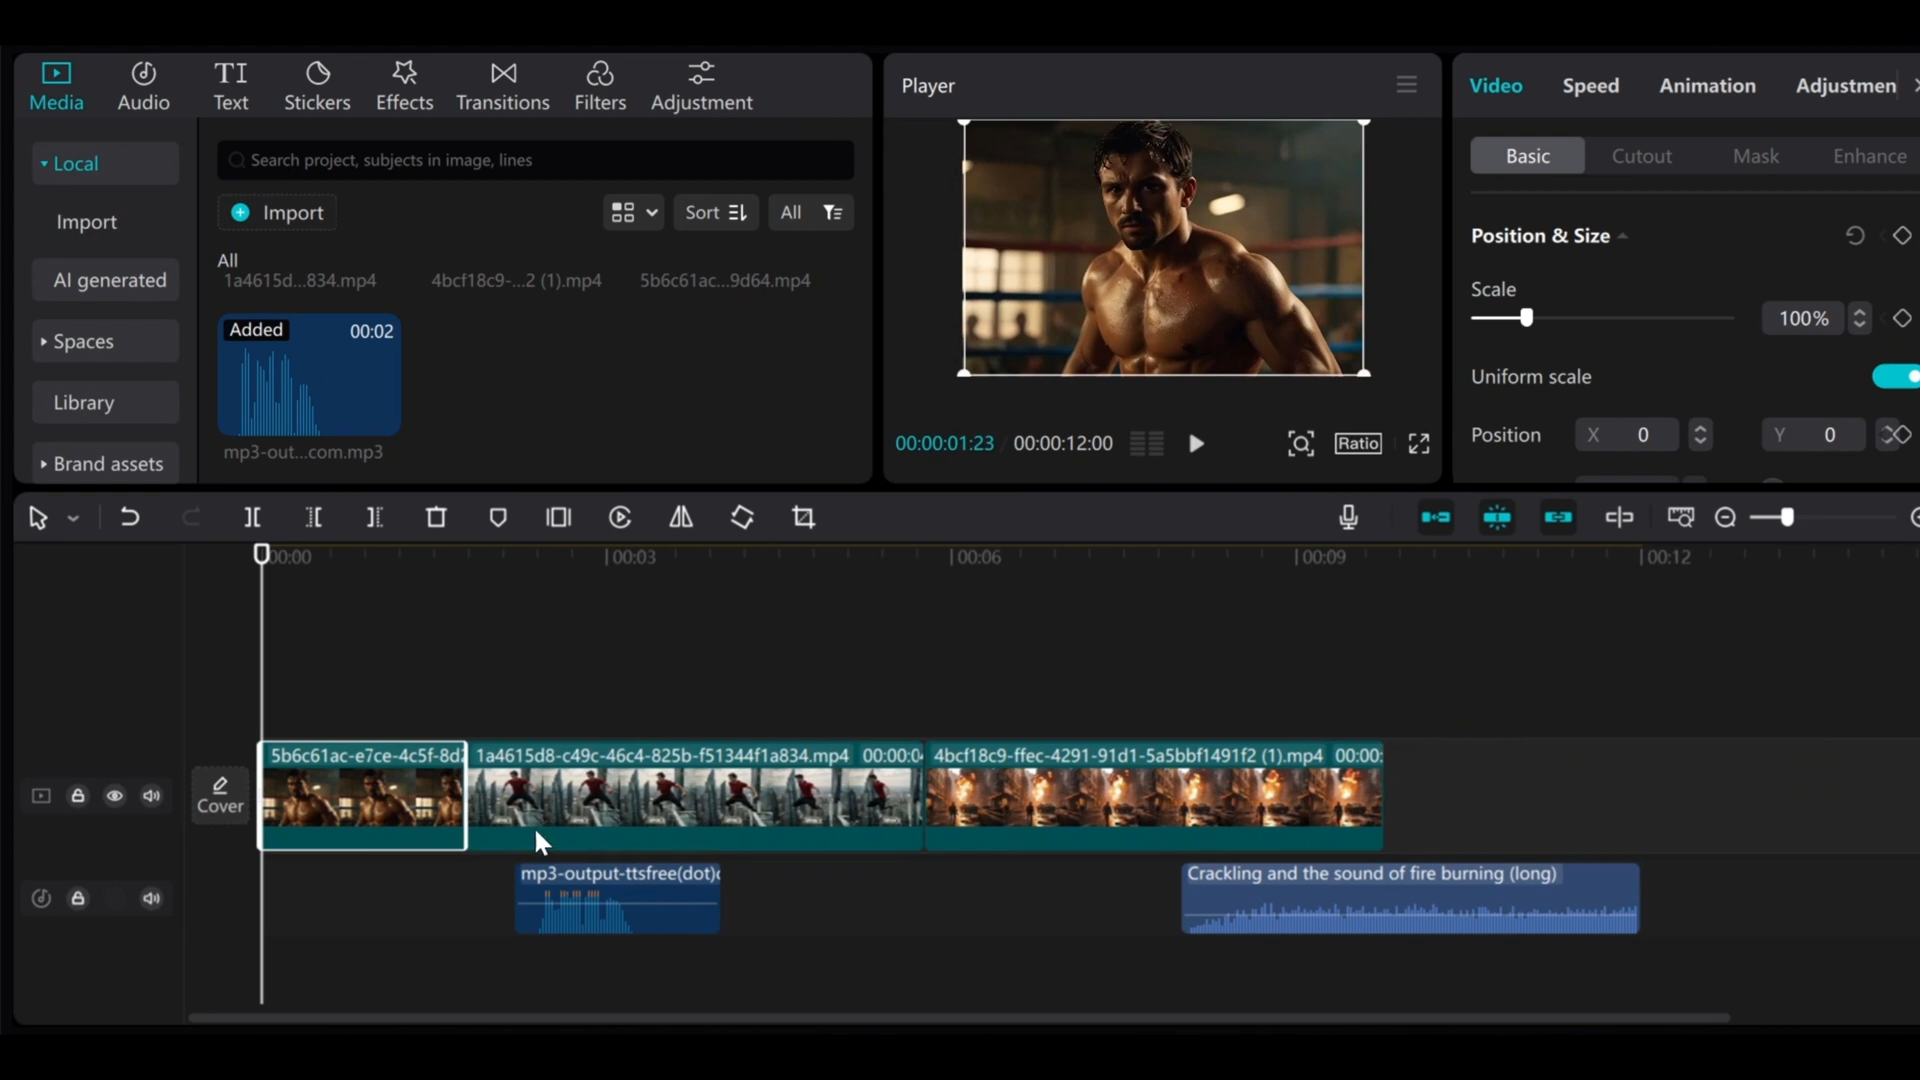 Media
Audio
Text
Stickers
Effects
Transitions
Filters
Adjustment
Local
Import
AI generated
Spaces
Library
Brand assets
Search project, subjects in image, lines
Import
Sort
All
All
1a4615d...834.mp4
4bcf18c9-...2 (1).mp4
5b6c61ac...9d64.mp4
Added
00:02
mp3-out...com.mp3
Player
00:00:01:23
00:00:12:00
Ratio
Video
Speed
Animation
Adjustmen
Basic
Cutout
Mask
Enhance
Position & Size
Scale
100%
Uniform scale
Position
X 0
Y 0
00:00
00:03
00:06
00:09
00:12
Cover
5b6c61ac-e7ce-4c5f-8d
1a4615d8-c49c-46c4-825b-f51344f1a834.mp4 00:00:0
4bcf18c9-ffec-4291-91d1-5a5bbf1491f2 (1).mp4 00:00:
mp3-output-ttsfree(dot)
Crackling and the sound of fire burning (long)